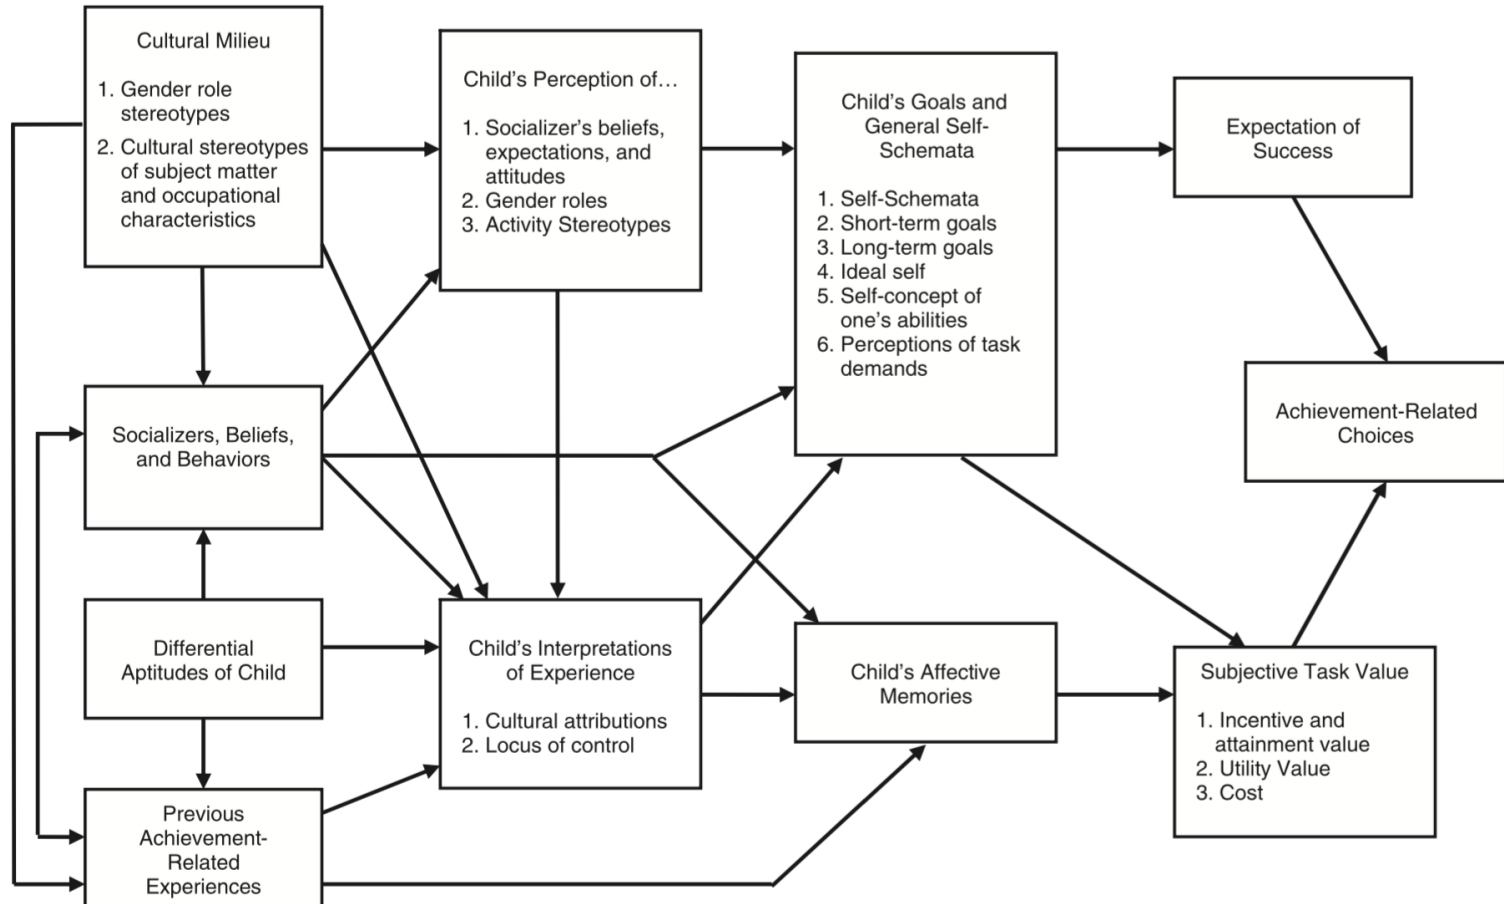 Cultural Milieu
1. Gender role
stereotypes
2. Cultural stereotypes
of subject matter
and occupational
characteristics
Child’s Perception of…
1. Socializer’s beliefs,
expectations, and
attitudes
2. Gender roles
3. Activity Stereotypes
Child’s Goals and
General Self-
Schemata
1. Self-Schemata
2. Short-term goals
3. Long-term goals
4. Ideal self
5. Self-concept of
one’s abilities
6. Perceptions of task
demands
Expectation of
Success
Achievement-Related
Choices
Socializers, Beliefs,
and Behaviors
Differential
Aptitudes of Child
Child’s Interpretations
of Experience
1. Cultural attributions
2. Locus of control
Child’s Affective
Memories
Subjective Task Value
1. Incentive and
attainment value
2. Utility Value
3. Cost
Previous
Achievement-
Related
Experiences